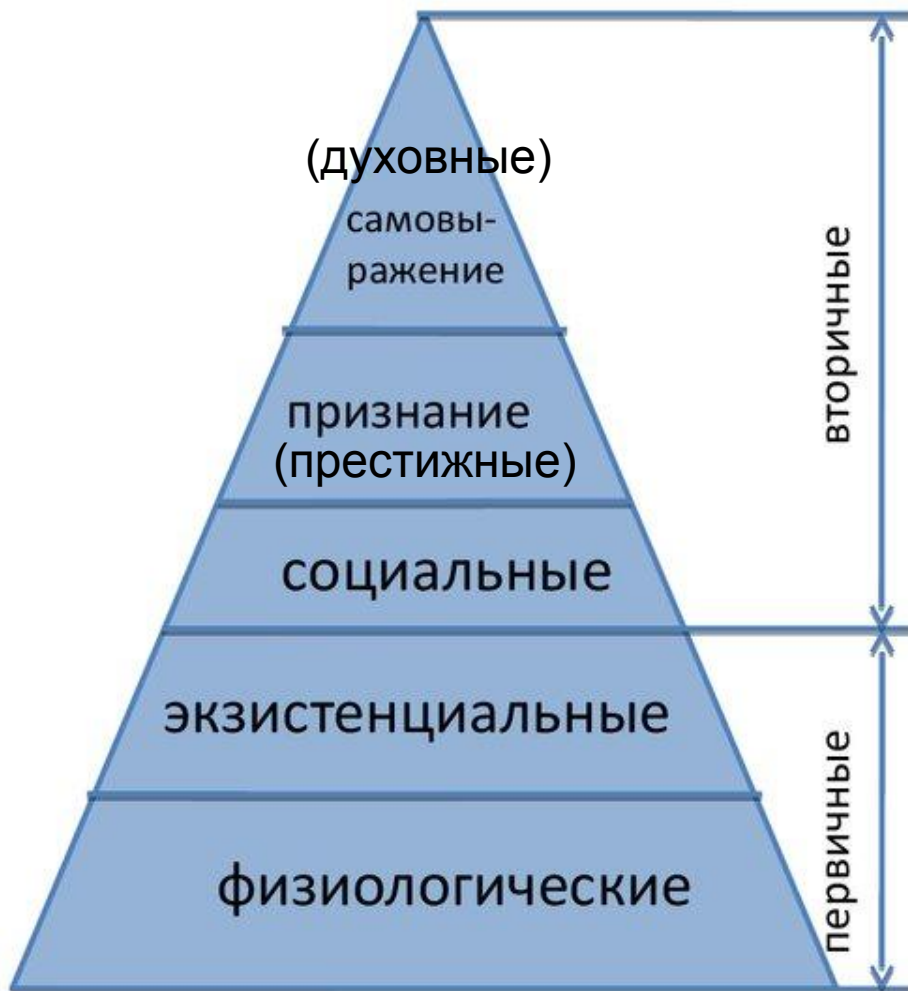 (духовные)
самовы-
ражение
признание
(престижные)
социальные
экзистенциальные
физиологические
вторичные
первичные